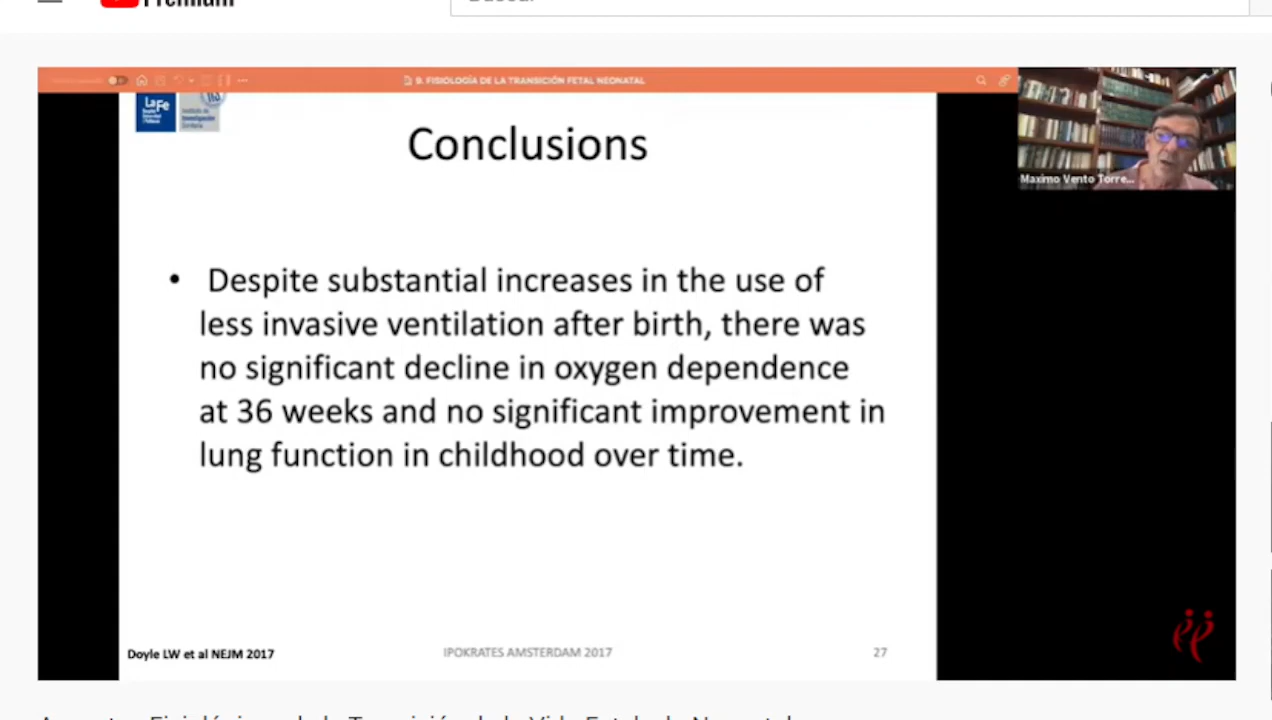 Premium
9. FISIOLOGÍA DE LA TRANSICIÓN FETAL NEONATAL
LaFe
Conclusions
Maximo Vento Torre...
• Despite substantial increases in the use of
less invasive ventilation after birth, there was
no significant decline in oxygen dependence
at 36 weeks and no significant improvement in
lung function in childhood over time.
Doyle LW et al NEJM 2017
IPOKRATES AMSTERDAM 2017
27